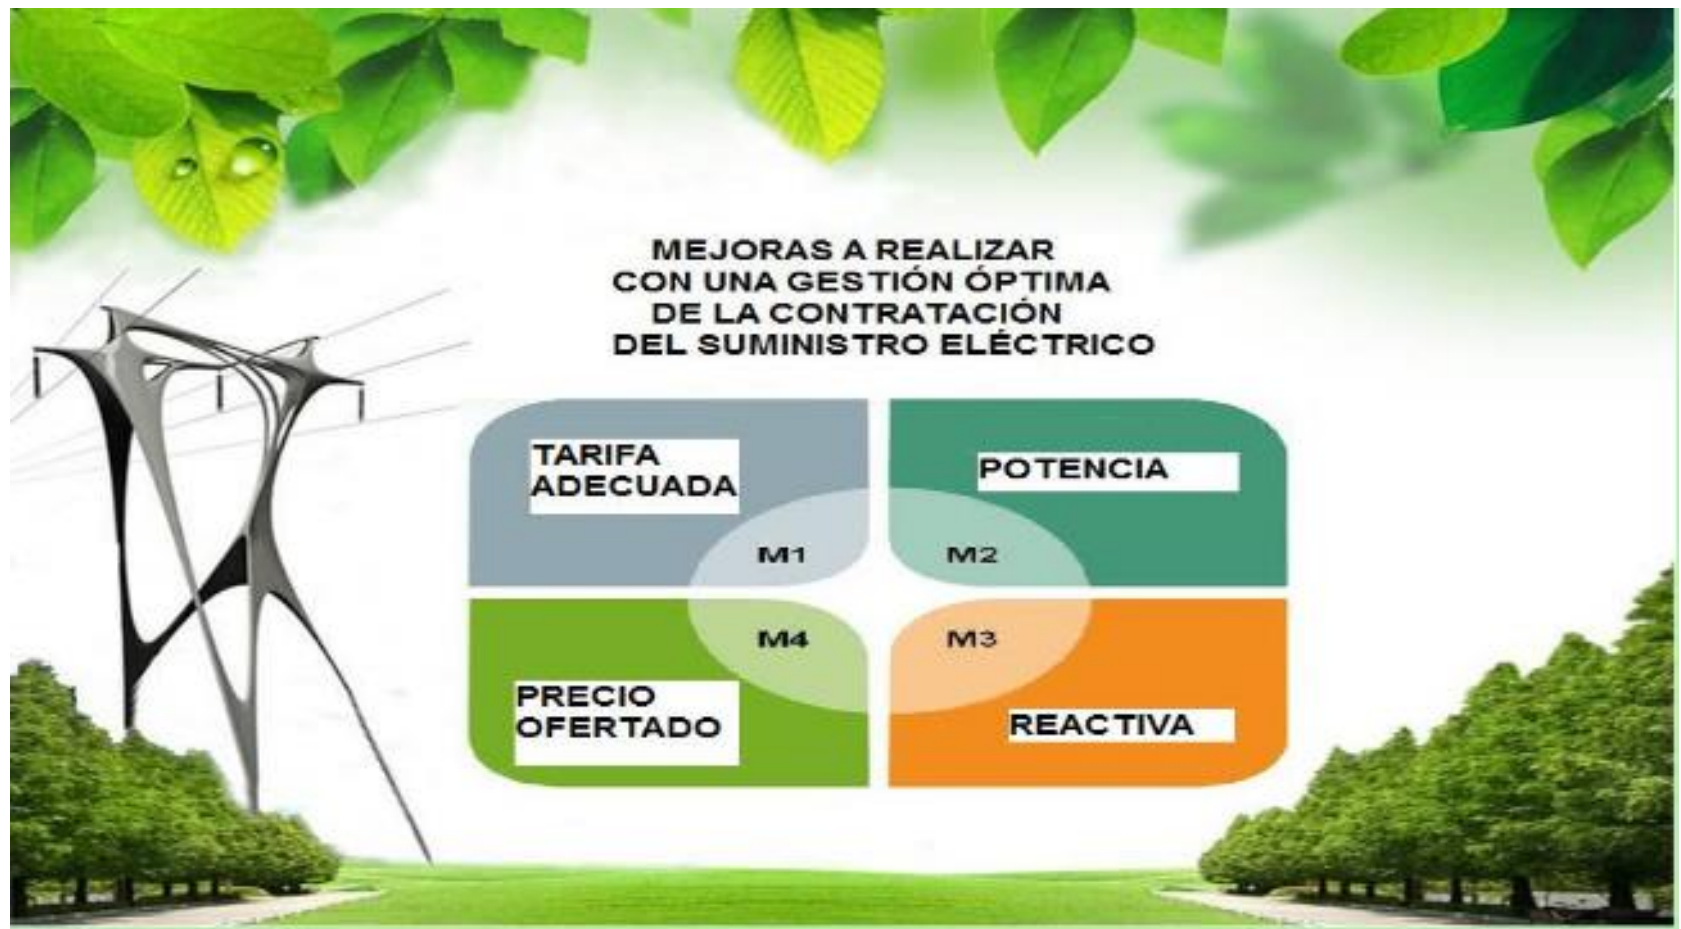 MEJORAS A REALIZAR
CON UNA GESTIÓN ÓPTIMA
DE LA CONTRATACIÓN
DEL SUMINISTRO ELÉCTRICO
TARIFA
ADECUADA
POTENCIA
M1
M2
M4
M3
PRECIO
OFERTADO
REACTIVA